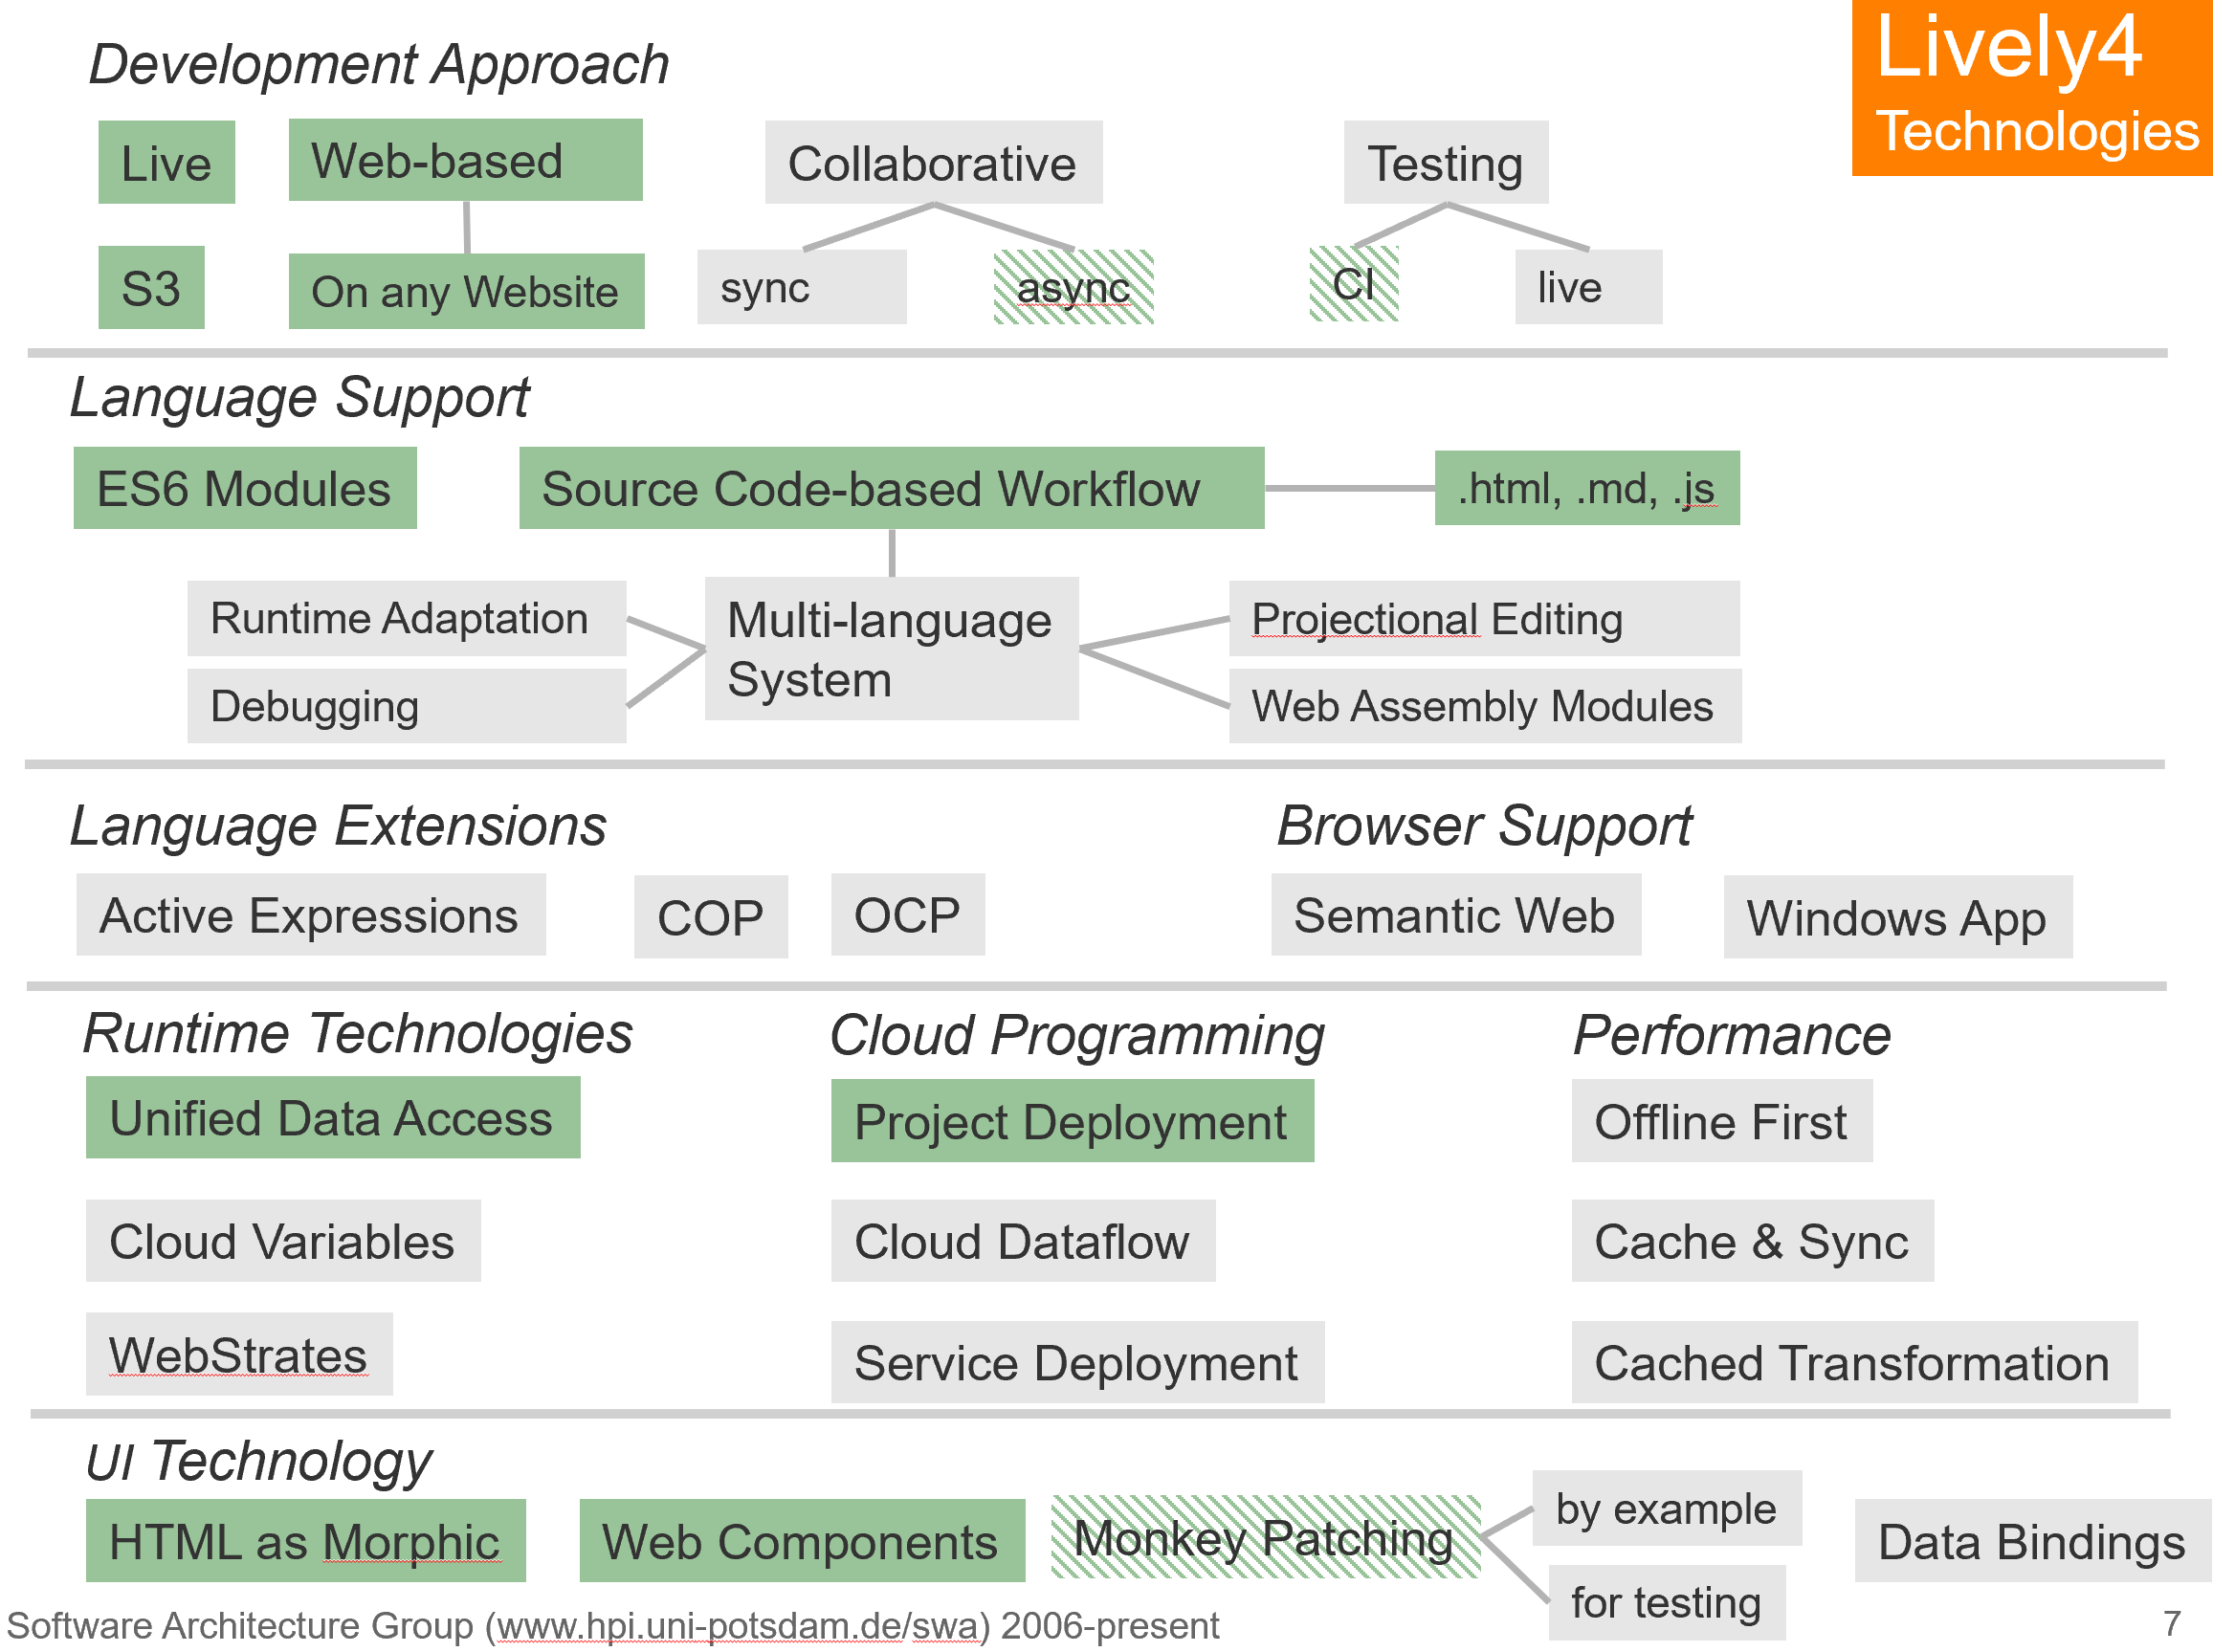 Development Approach
Lively4
Technologies
Live
Web-based
Collaborative
Testing
S3
On any Website
sync
async
CI
live
Language Support
ES6 Modules
Source Code-based Workflow
.html, .md, .js
Runtime Adaptation
Multi-language
System
Projectional Editing
Debugging
Web Assembly Modules
Language Extensions
Browser Support
Active Expressions
COP
OCP
Semantic Web
Windows App
Runtime Technologies
Cloud Programming
Performance
Unified Data Access
Project Deployment
Offline First
Cloud Variables
Cloud Dataflow
Cache & Sync
WebStrates
Service Deployment
Cached Transformation
UI Technology
HTML as Morphic
Web Components
Monkey Patching
by example
for testing
Data Bindings
Software Architecture Group (www.hpi.uni-potsdam.de/swa) 2006-present
7